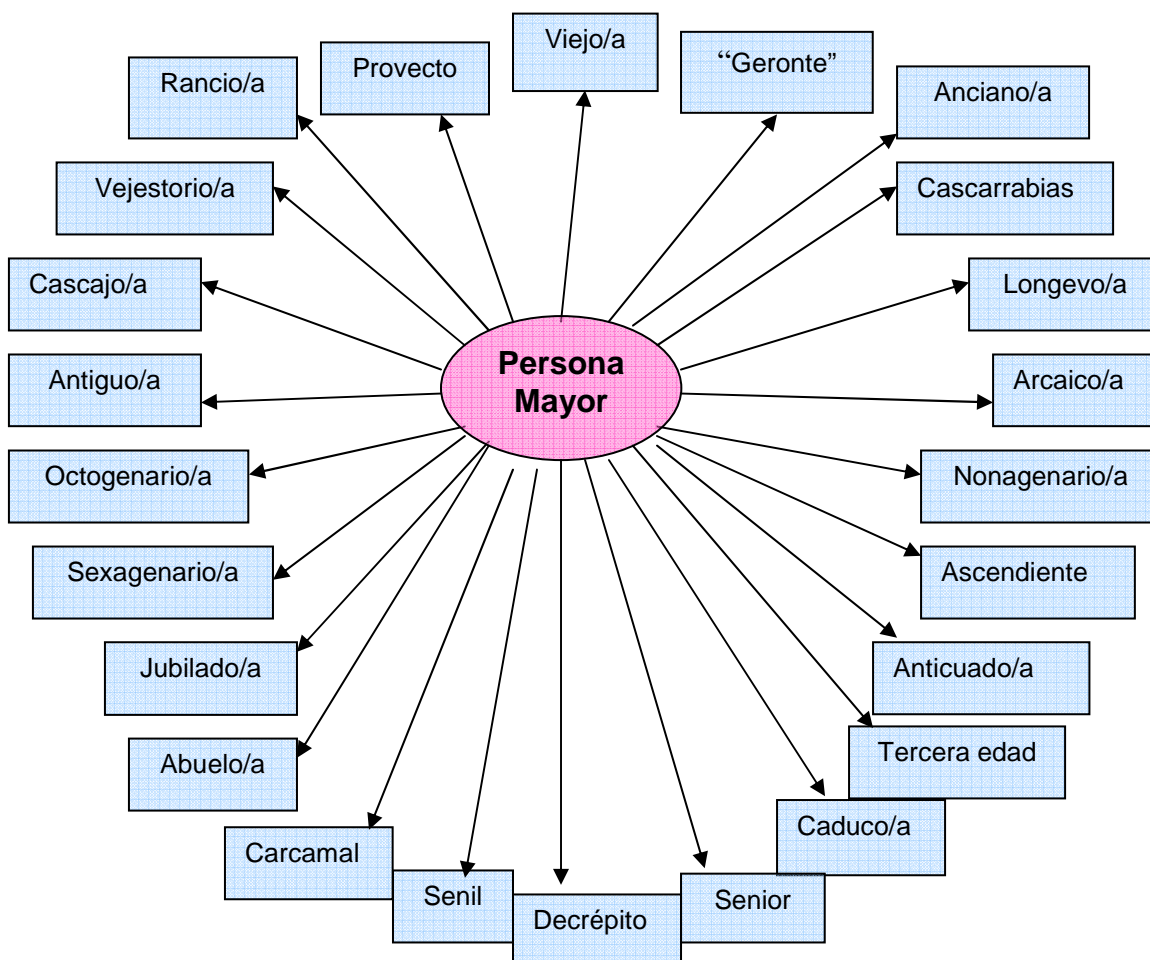 Viejo/a
Provecto
“Geronte”
Rancio/a
Anciano/a
Vejestorio/a
Cascarrabias
Cascajo/a
Longevo/a
Persona
Mayor
Antiguo/a
Arcaico/a
Octogenario/a
Nonagenario/a
Sexagenario/a
Ascendiente
Jubilado/a
Anticuado/a
Abuelo/a
Tercera edad
Carcamal
Caduco/a
Senil
Decrépito
Senior